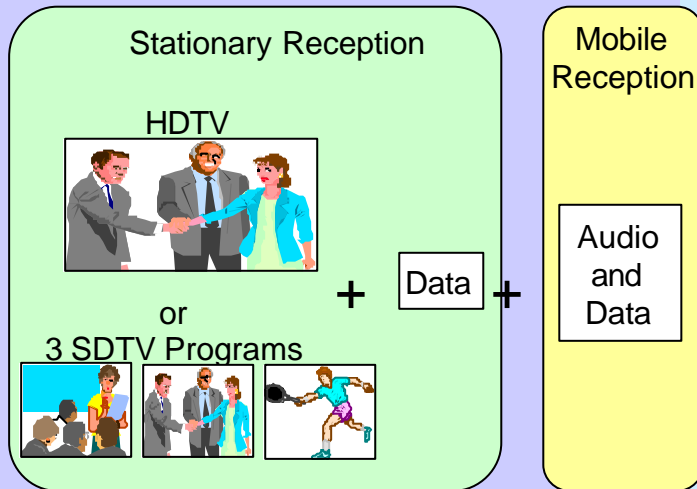 Stationary Reception
HDTV
or
3 SDTV Programs
+
Data
+
Mobile
Reception
Audio
and
Data